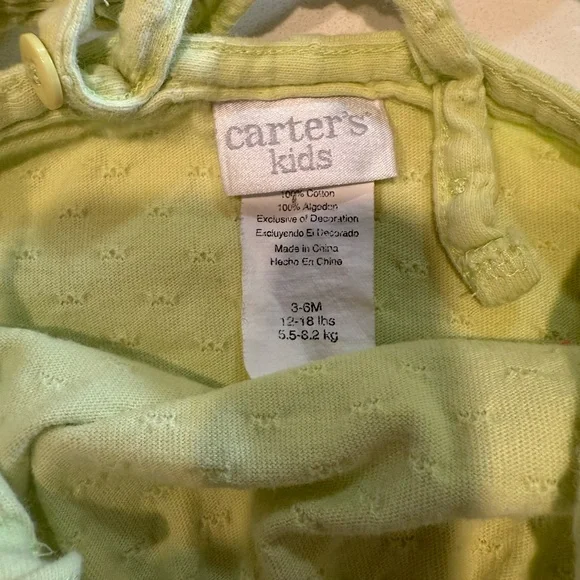 carter's
kids
100% Cotton
100% Algodon
Exclusive of Decoration
Excluyendo El Decorado
Made in China
Hecho En China
3-6M
12-18 lbs
5.5-8.2 kg